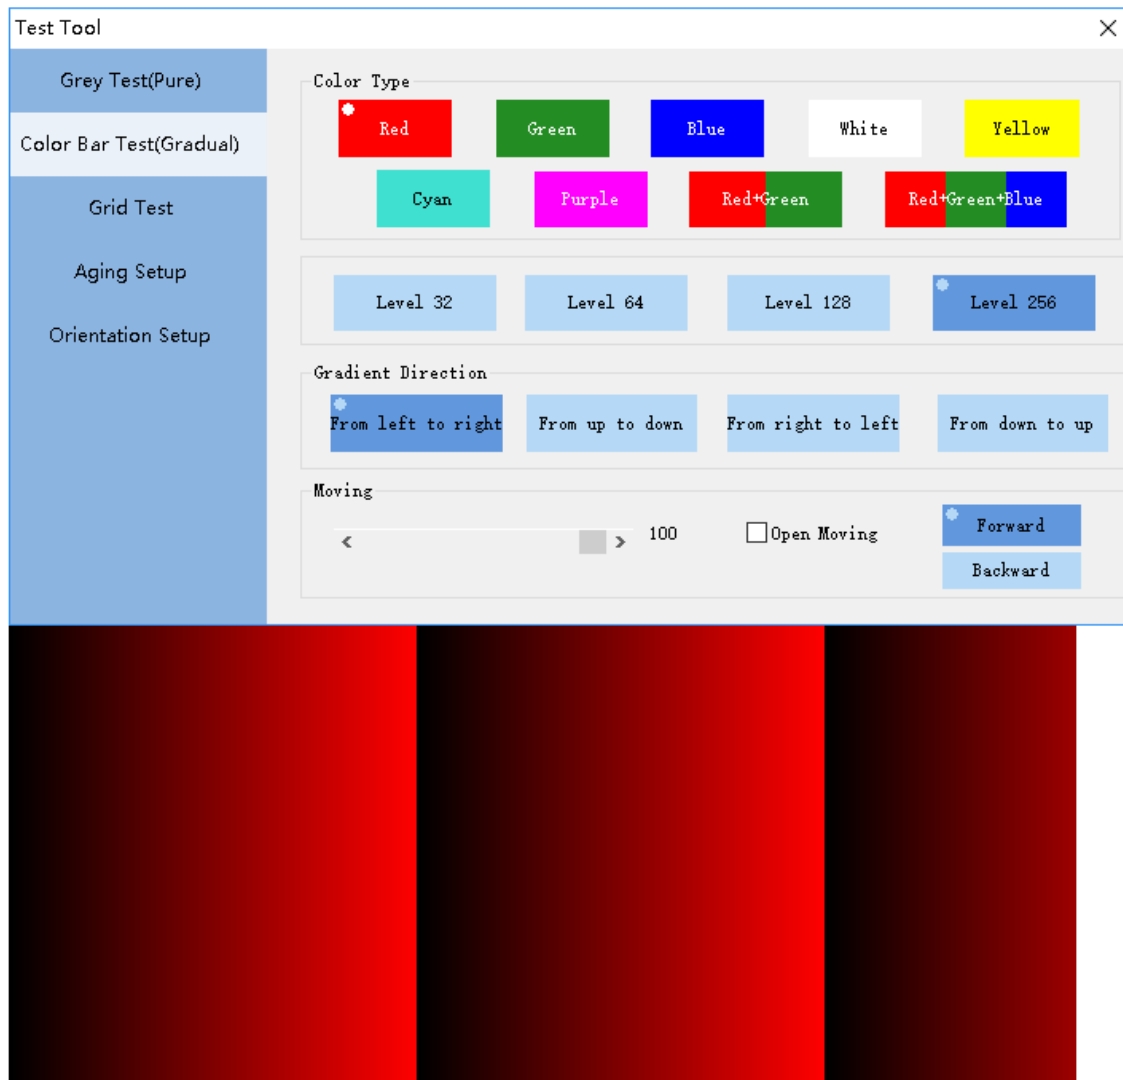 Test Tool
Grey Test(Pure)
Color Bar Test(Gradual)
Grid Test
Aging Setup
Orientation Setup
Color Type
Red Green Blue White Yellow
Cyan Purple Red+Green Red+Green+Blue
Level 32 Level 64 Level 128 Level 256
Gradient Direction
From left to right From up to down From right to left From down to up
Moving
100 Open Moving Forward
Backward